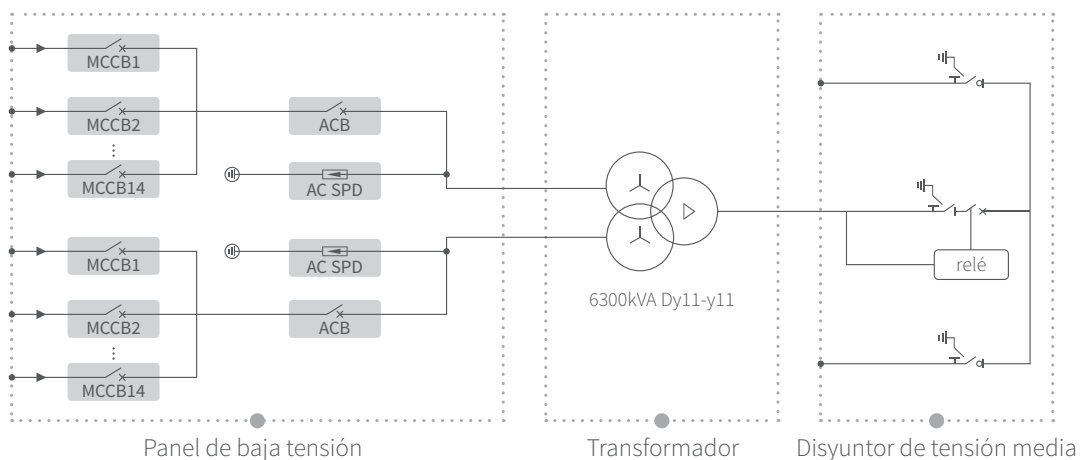 MCCB1
MCCB2
ACB
MCCB14
AC SPD
MCCB1
AC SPD
MCCB2
ACB
MCCB14
6300kVA Dy11-y11
relé
Panel de baja tensión
Transformador
Disyuntor de tensión media